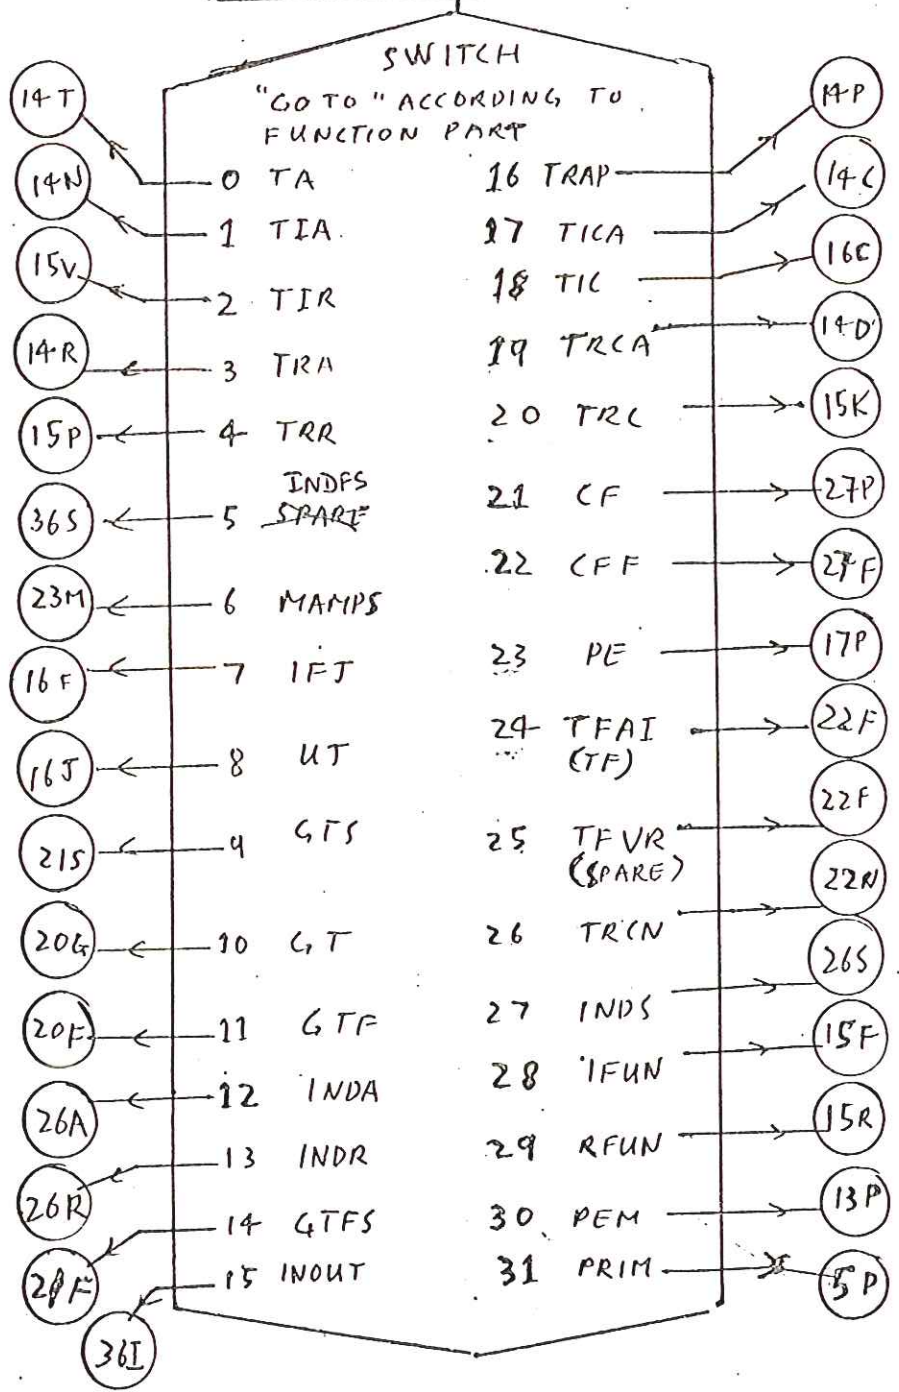 SWITCH
"GO TO" ACCORDING TO
FUNCTION PART
14T 0 TA
14N 1 TIA
15V 2 TIR
14R 3 TRA
15P 4 TRR
INDFS
36S 5 SPARE
23M 6 MAMPS
16F 7 IFJ
16J 8 UT
21S 9 GTS
20G 10 GT
20F 11 GTF
26A 12 INDA
26R 13 INDR
21F 14 GTFS
36I 15 INOUT
16 TRAP 14P
17 TICA 14C
18 TIC 16C
19 TRCA 14D
20 TRC 15K
21 CF 27P
22 CFF 27F
23 PE 17P
24 TFAI 22F
(TF)
25 TFVR 22F
(SPARE)
26 TRCN 22N
27 INDS 26S
28 IFUN 15F
29 RFUN 15R
30 PEM 13P
31 PRIM 5P